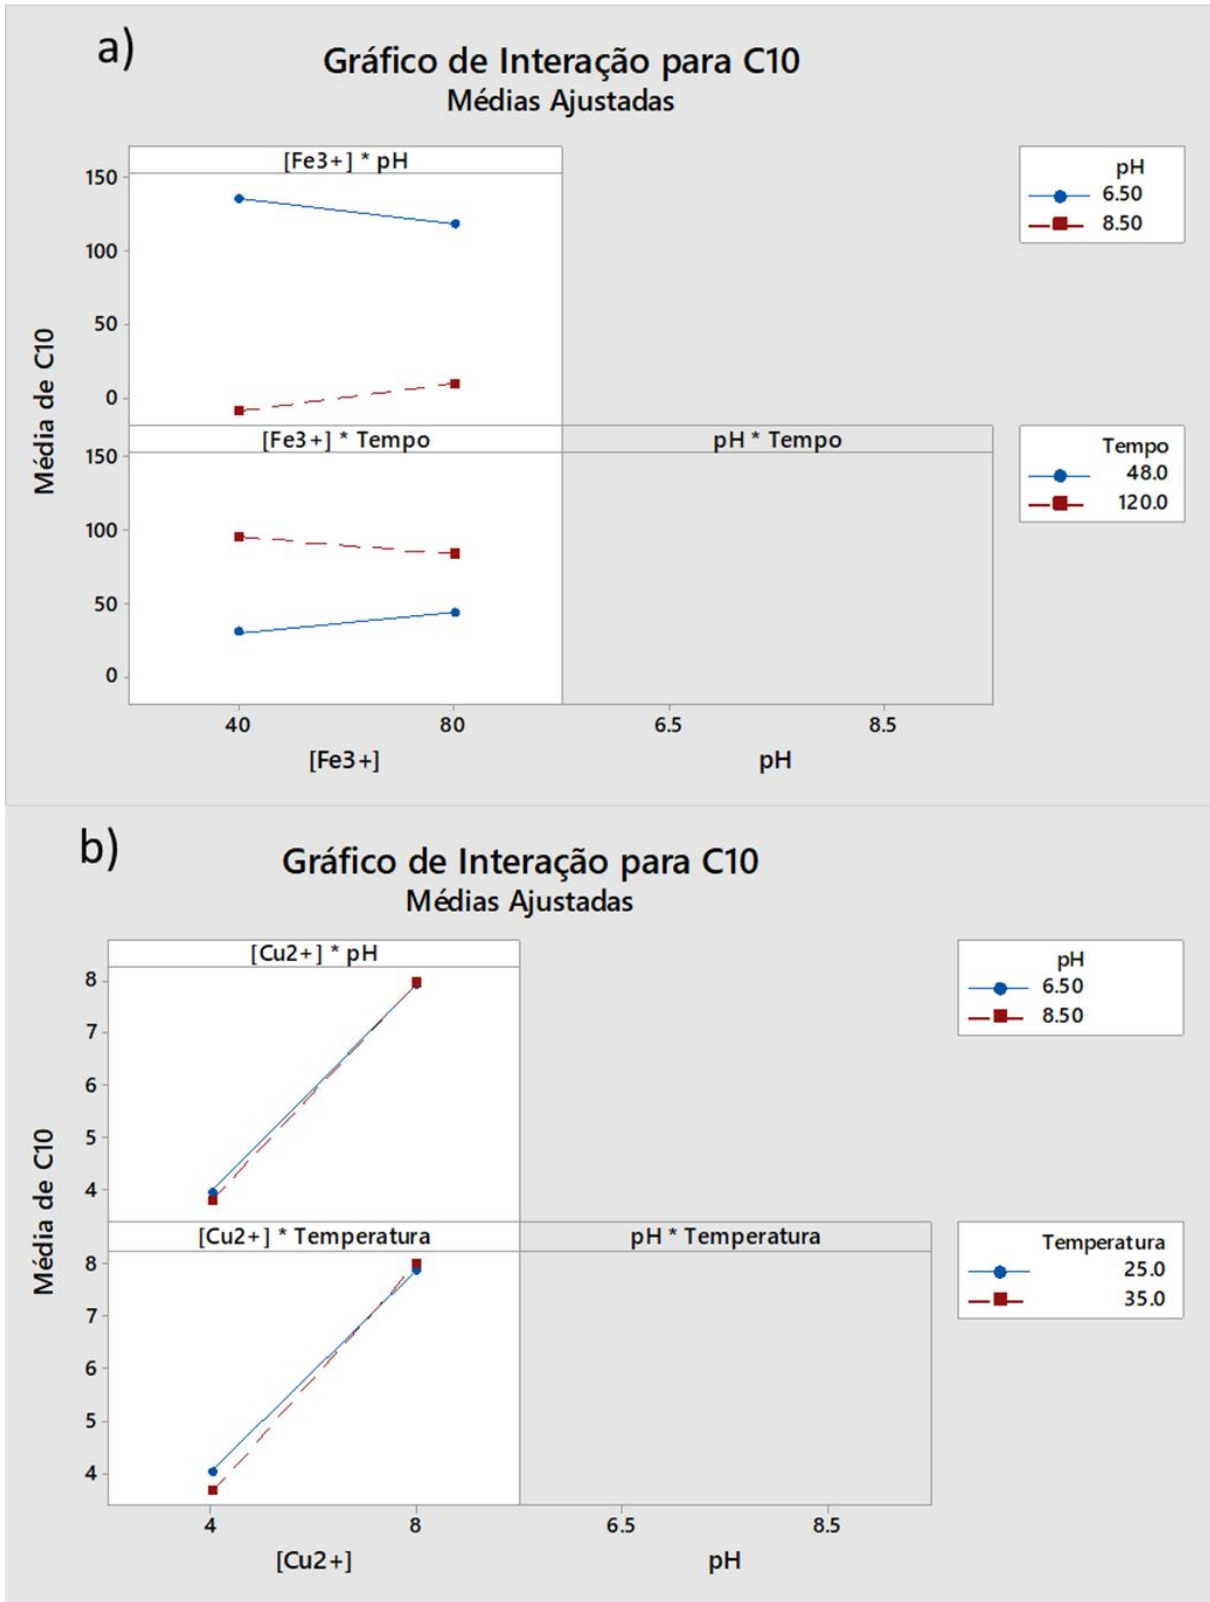 a)
Gráfico de Interação para C10
Médias Ajustadas
[Fe3+] * pH
150
100
50
0
pH
6.50
8.50
Média de C10
[Fe3+] * Tempo
pH * Tempo
150
100
50
0
Tempo
48.0
120.0
40
80
6.5
8.5
[Fe3+]
pH
b)
Gráfico de Interação para C10
Médias Ajustadas
[Cu2+] * pH
8
7
6
5
4
pH
6.50
8.50
Média de C10
[Cu2+] * Temperatura
pH * Temperatura
8
7
6
5
4
Temperatura
25.0
35.0
4
8
6.5
8.5
[Cu2+]
pH